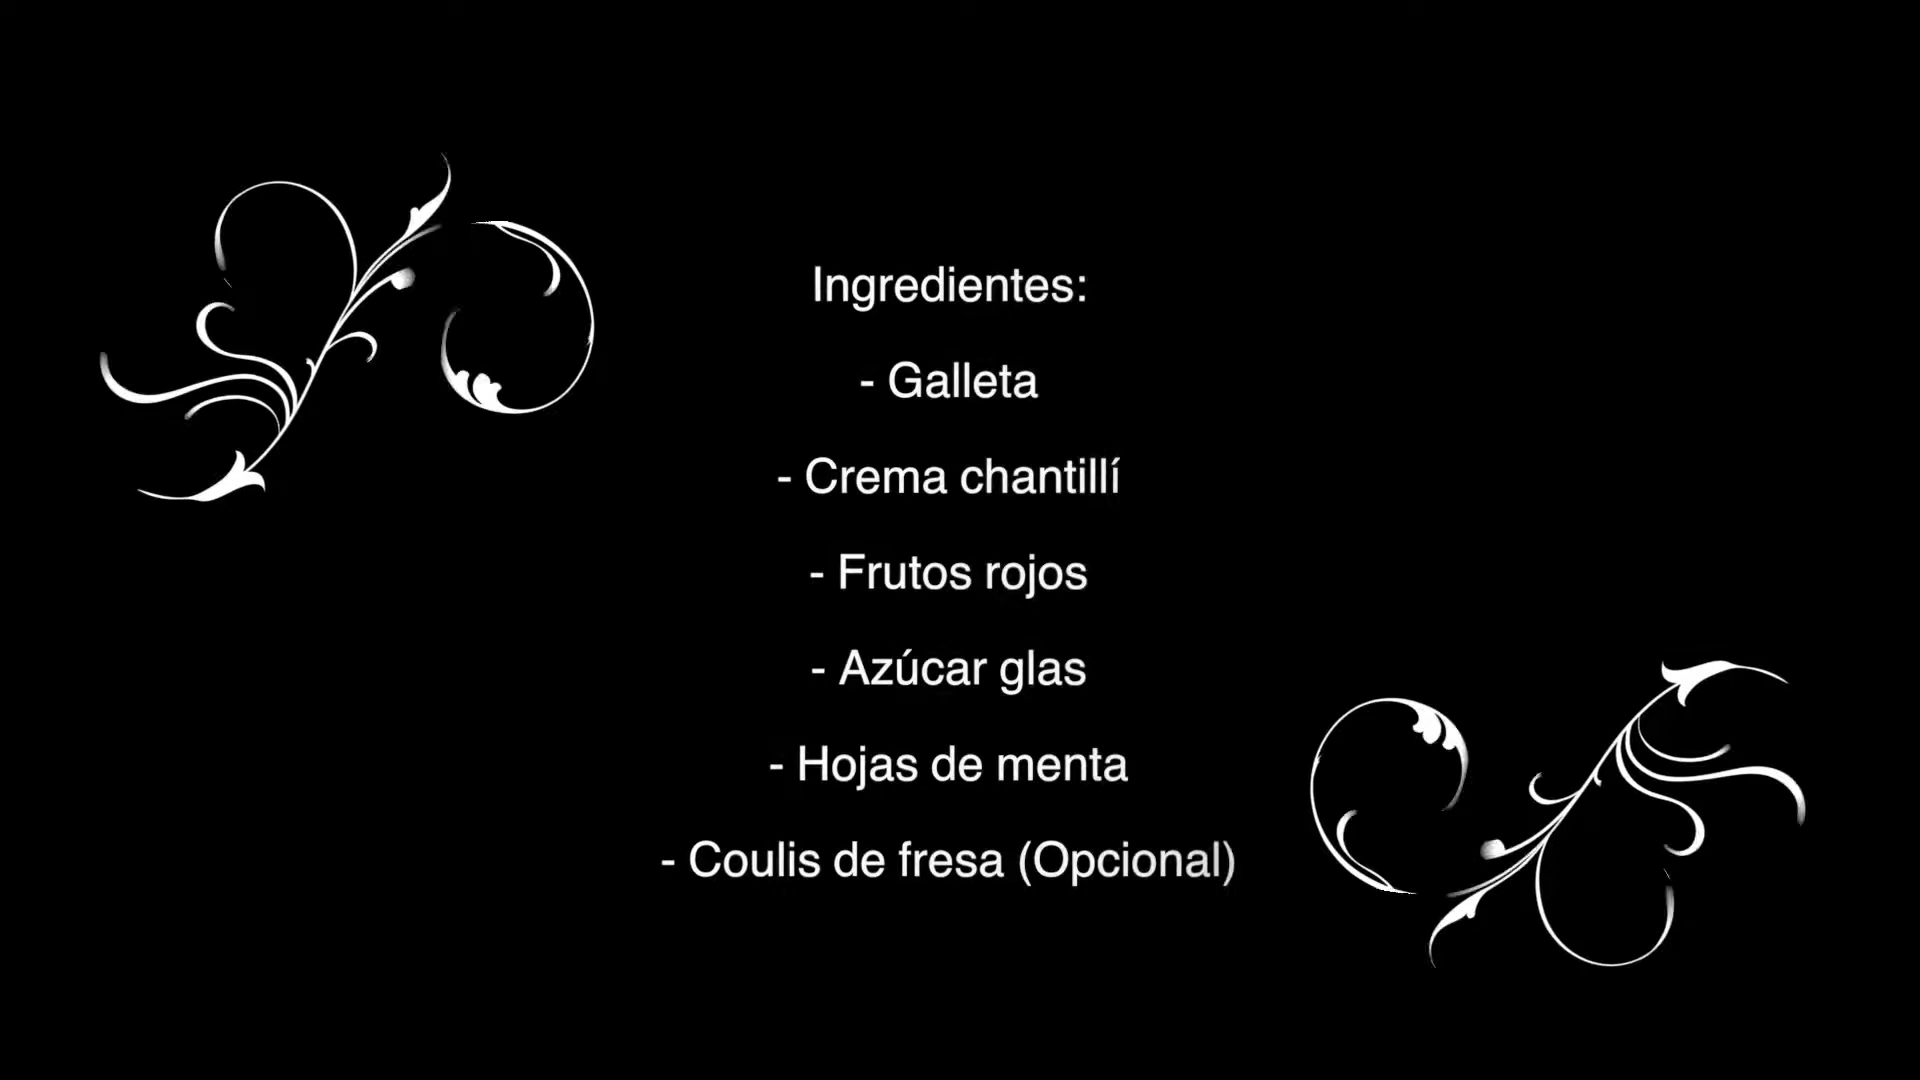 Ingredientes:
- Galleta
- Crema chantillí
- Frutos rojos
- Azúcar glas
- Hojas de menta
- Coulis de fresa (Opcional)